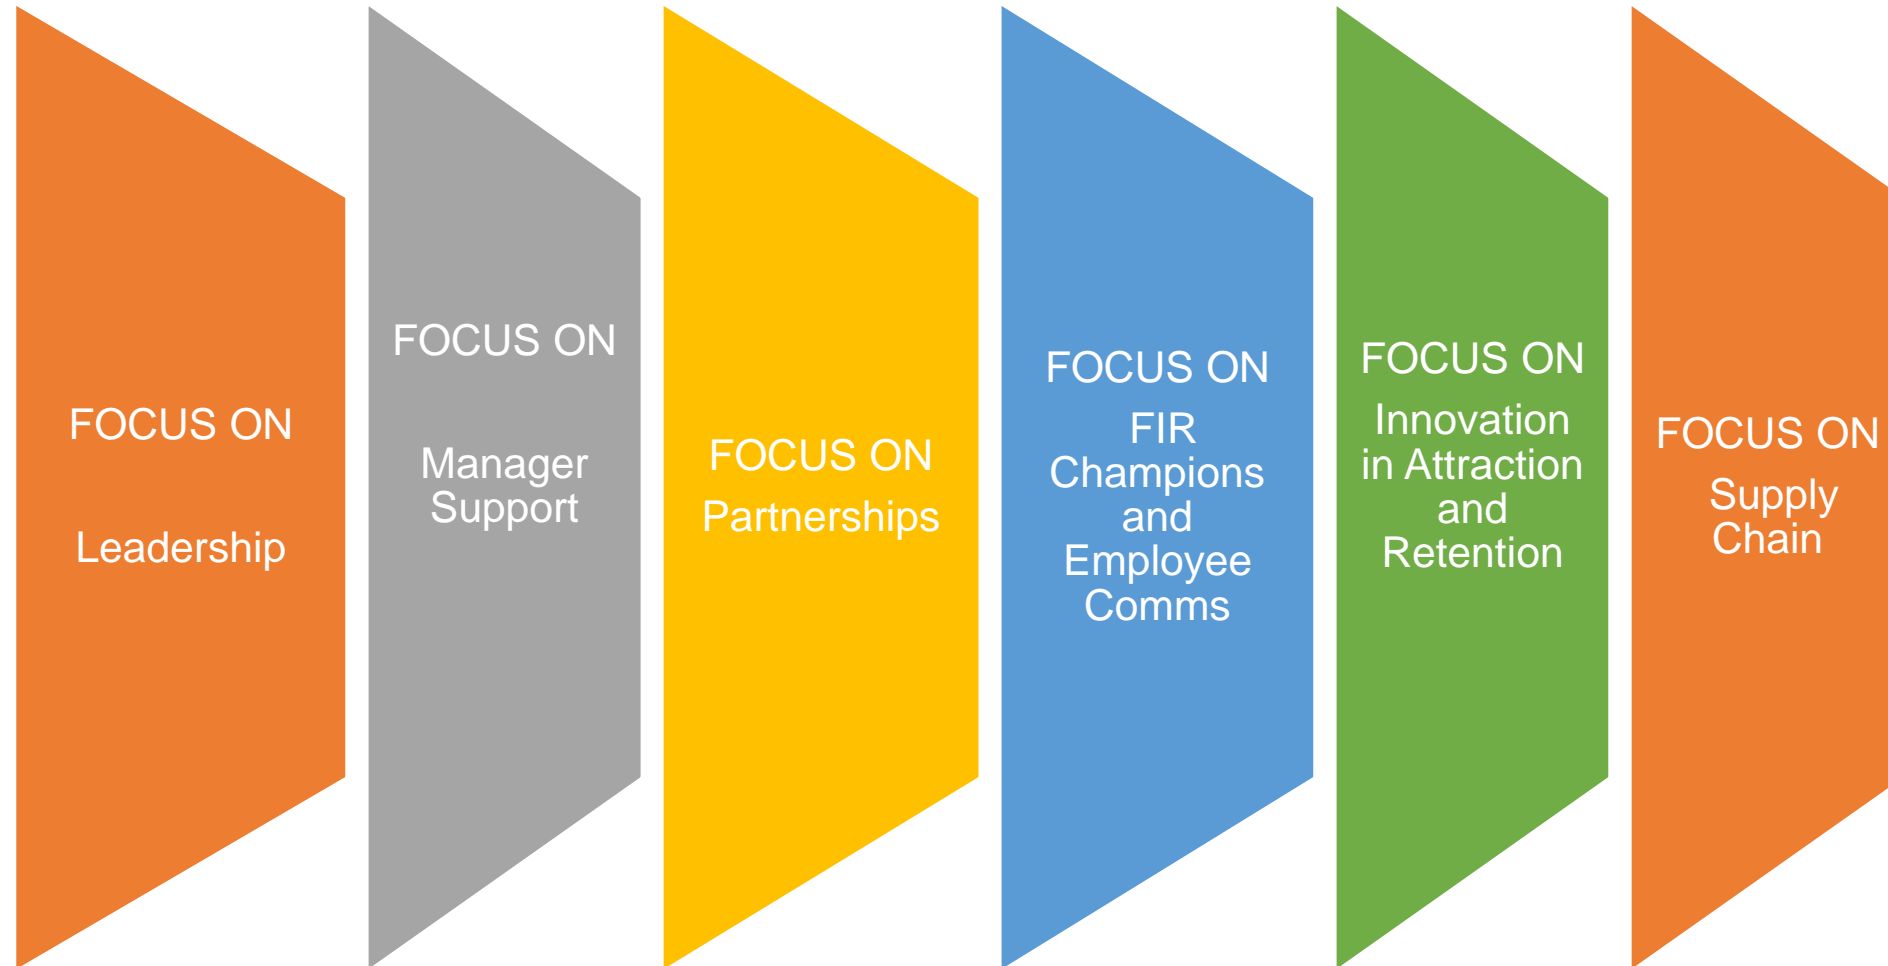 FOCUS ON
Leadership
FOCUS ON
Manager
Support
FOCUS ON
Partnerships
FOCUS ON
FIR
Champions
and
Employee
Comms
FOCUS ON
Innovation
in Attraction
and
Retention
FOCUS ON
Supply
Chain